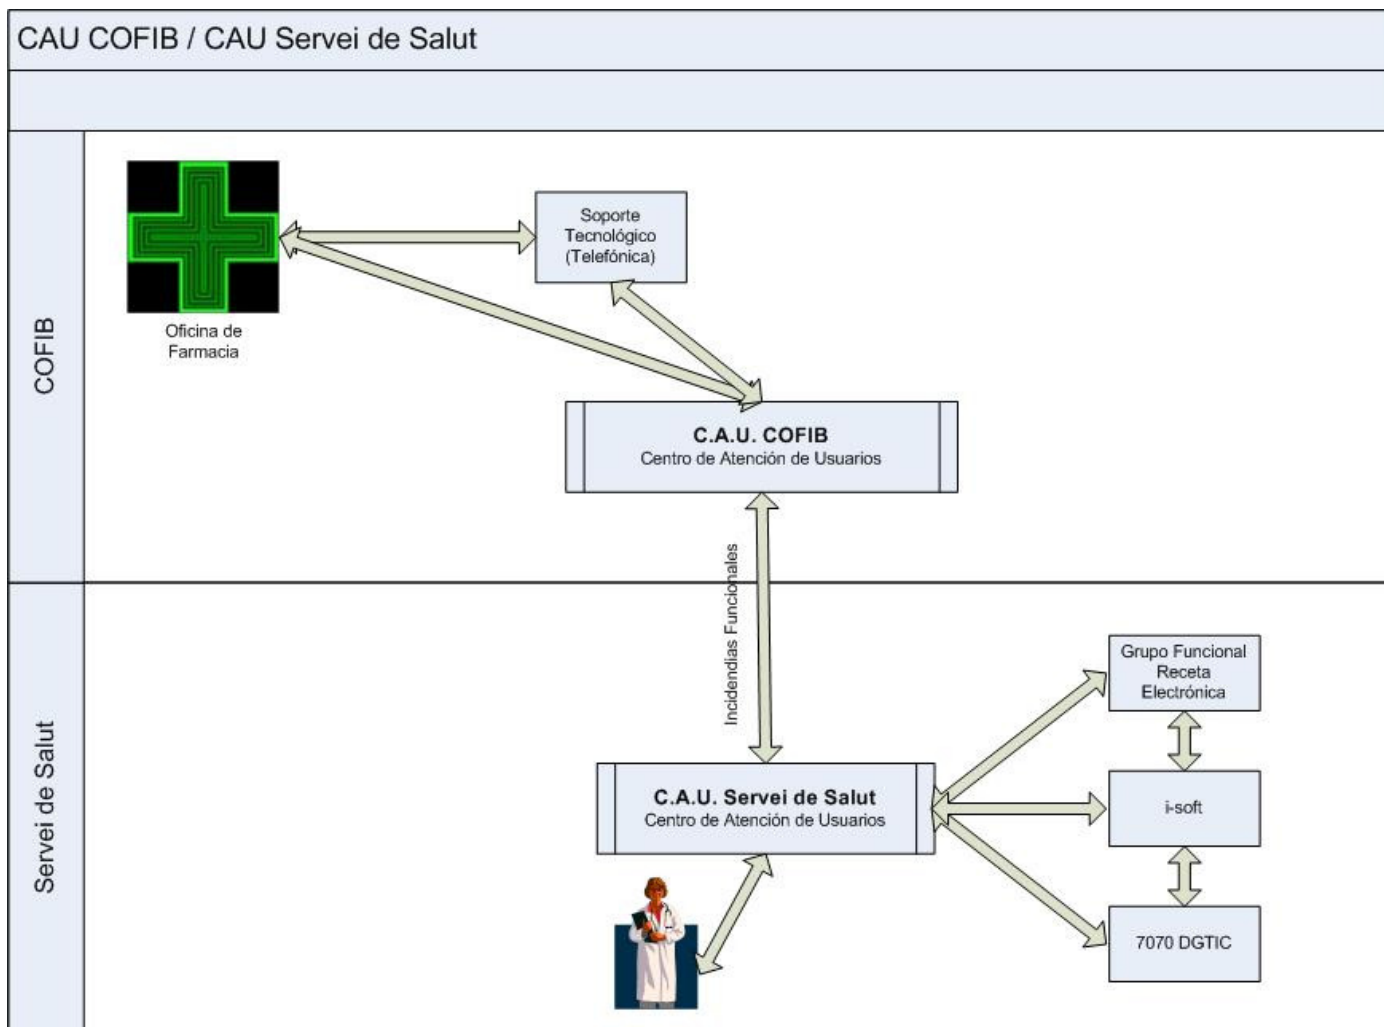 CAU COFIB / CAU Servei de Salut
COFIB
Oficina de
Farmacia
Soporte
Tecnológico
(Telefónica)
C.A.U. COFIB
Centro de Atención de Usuarios
Incidendias Funcionales
Servei de Salut
C.A.U. Servei de Salut
Centro de Atención de Usuarios
Grupo Funcional
Receta
Electrónica
i-soft
7070 DGTIC